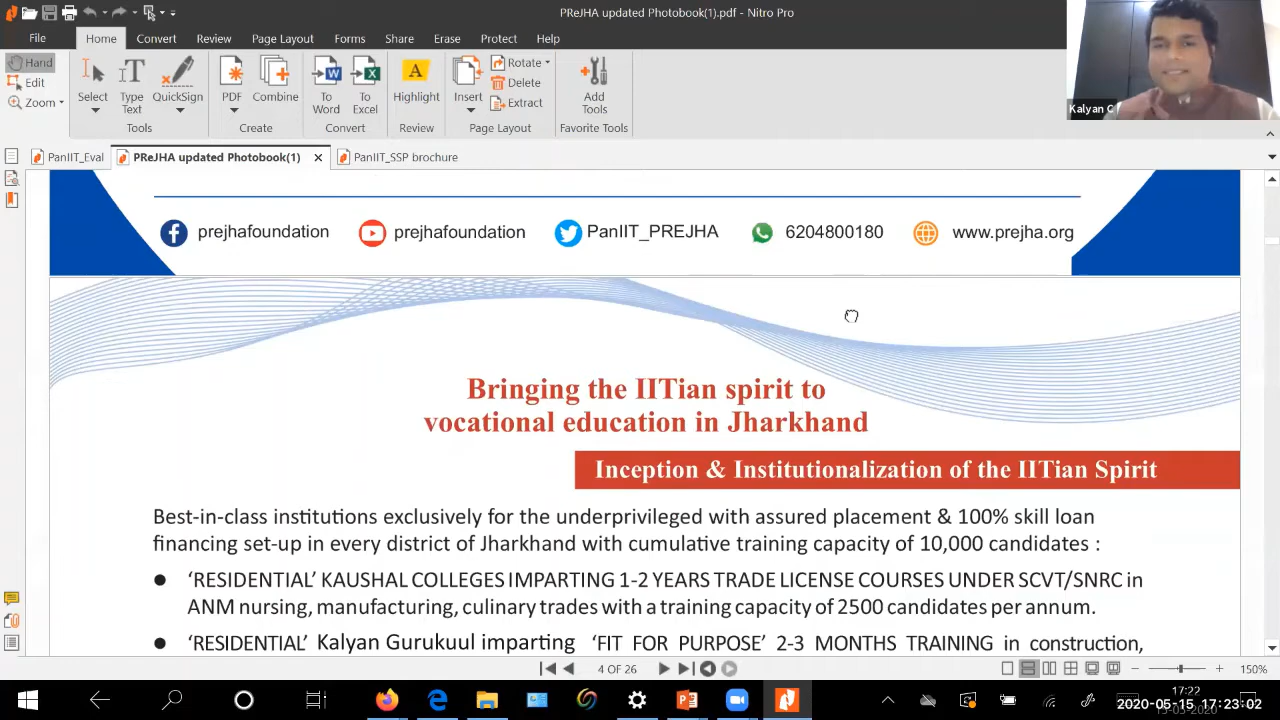 PReJHA updated Photobook(1).pdf - Nitro Pro
File Home Convert Review Page Layout Forms Share Erase Protect Help
Hand
Edit
Zoom
Select
Type Text
QuickSign
Tools
PDF
Combine
Create
To Word
To Excel
Convert
Highlight
Review
Insert
Rotate
Delete
Extract
Page Layout
Add Tools
Favorite Tools
Kalyan C
PanIIT_Eval
PReJHA updated Photobook(1)
PanIIT_SSP brochure
prejhafoundation prejhafoundation PanIIT_PREJHA 6204800180 www.prejha.org
Bringing the IITian spirit to
vocational education in Jharkhand
Inception & Institutionalization of the IITian Spirit
Best-in-class institutions exclusively for the underprivileged with assured placement & 100% skill loan
financing set-up in every district of Jharkhand with cumulative training capacity of 10,000 candidates :
● ‘RESIDENTIAL’ KAUSHAL COLLEGES IMPARTING 1-2 YEARS TRADE LICENSE COURSES UNDER SCVT/SNRC in
ANM nursing, manufacturing, culinary trades with a training capacity of 2500 candidates per annum.
● ‘RESIDENTIAL’ Kalyan Gurukuul imparting ‘FIT FOR PURPOSE’ 2-3 MONTHS TRAINING in construction,
4 OF 26
150%
17:22
2020-05-15 17:23:02